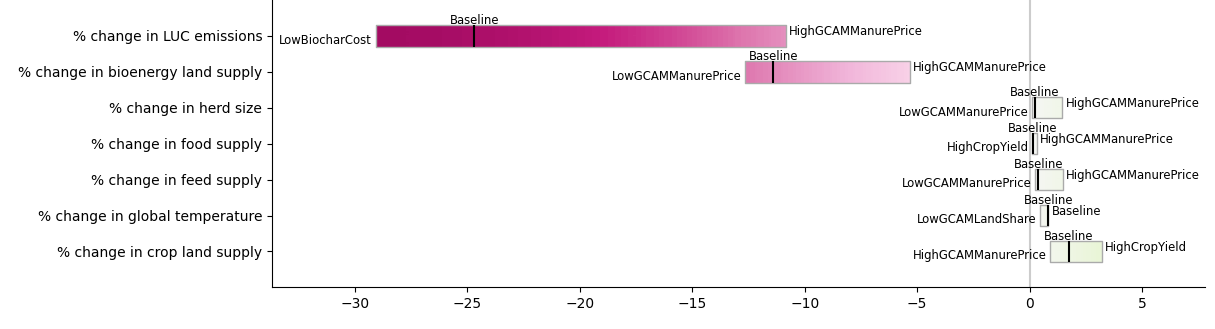 Baseline
% change in LUC emissions LowBiocharCost HighGCAMManurePrice
Baseline
% change in bioenergy land supply LowGCAMManurePrice HighGCAMManurePrice
Baseline
% change in herd size LowGCAMManurePrice HighGCAMManurePrice
Baseline
% change in food supply HighCropYield HighGCAMManurePrice
Baseline
% change in feed supply LowGCAMManurePrice HighGCAMManurePrice
Baseline
% change in global temperature LowGCAMLandShare Baseline
Baseline
% change in crop land supply HighGCAMManurePrice HighCropYield
−30 −25 −20 −15 −10 −5 0 5